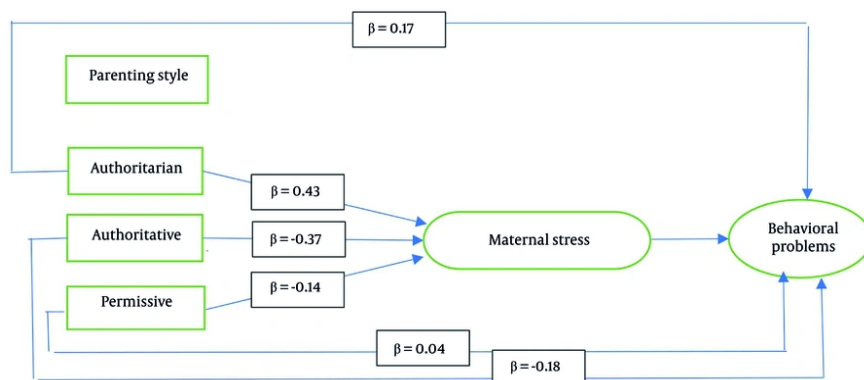 β = 0.17
Parenting style
Authoritarian
β = 0.43
Authoritative
β = -0.37
Maternal stress
Behavioral
problems
Permissive
β = -0.14
β = 0.04
β = -0.18